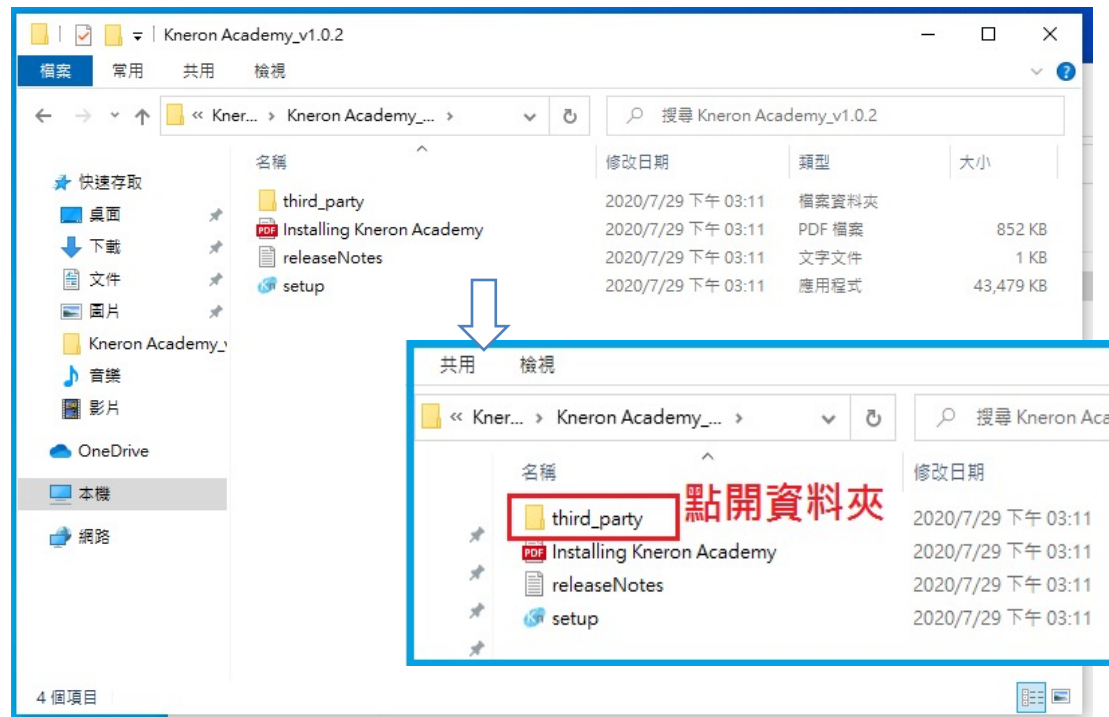 Kneron Academy_v1.0.2
檔案 常用 共用 檢視
« Kner... › Kneron Academy_... › 搜尋 Kneron Academy_v1.0.2
名稱 修改日期 類型 大小
快速存取
桌面
下載
文件
圖片
Kneron Academy_v
音樂
影片
OneDrive
本機
網路
third_party 2020/7/29 下午 03:11 檔案資料夾
PDF Installing Kneron Academy 2020/7/29 下午 03:11 PDF 檔案 852 KB
releaseNotes 2020/7/29 下午 03:11 文字文件 1 KB
setup 2020/7/29 下午 03:11 應用程式 43,479 KB
共用 檢視
« Kner... › Kneron Academy_... › 搜尋 Kneron Aca
名稱 修改日期
third_party 點開資料夾 2020/7/29 下午 03:11
PDF Installing Kneron Academy 2020/7/29 下午 03:11
releaseNotes 2020/7/29 下午 03:11
setup 2020/7/29 下午 03:11
4 個項目